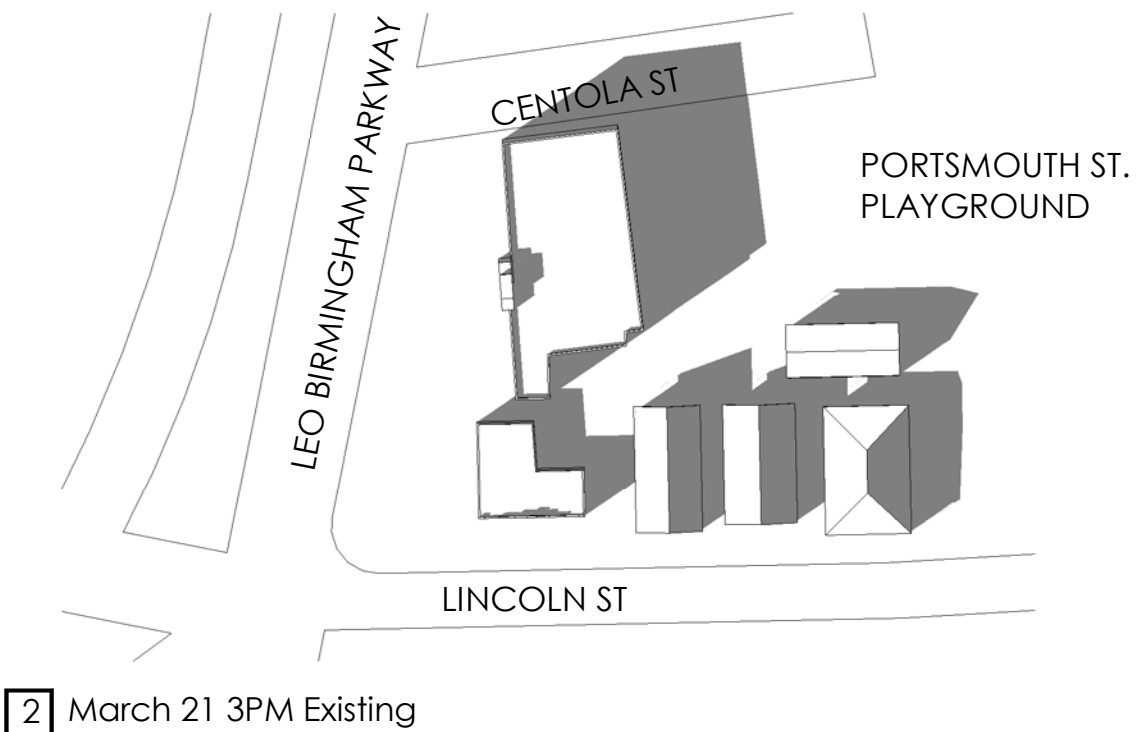 CENTOLA ST
LEO BIRMINGHAM PARKWAY
PORTSMOUTH ST.
PLAYGROUND
LINCOLN ST
2 March 21 3PM Existing